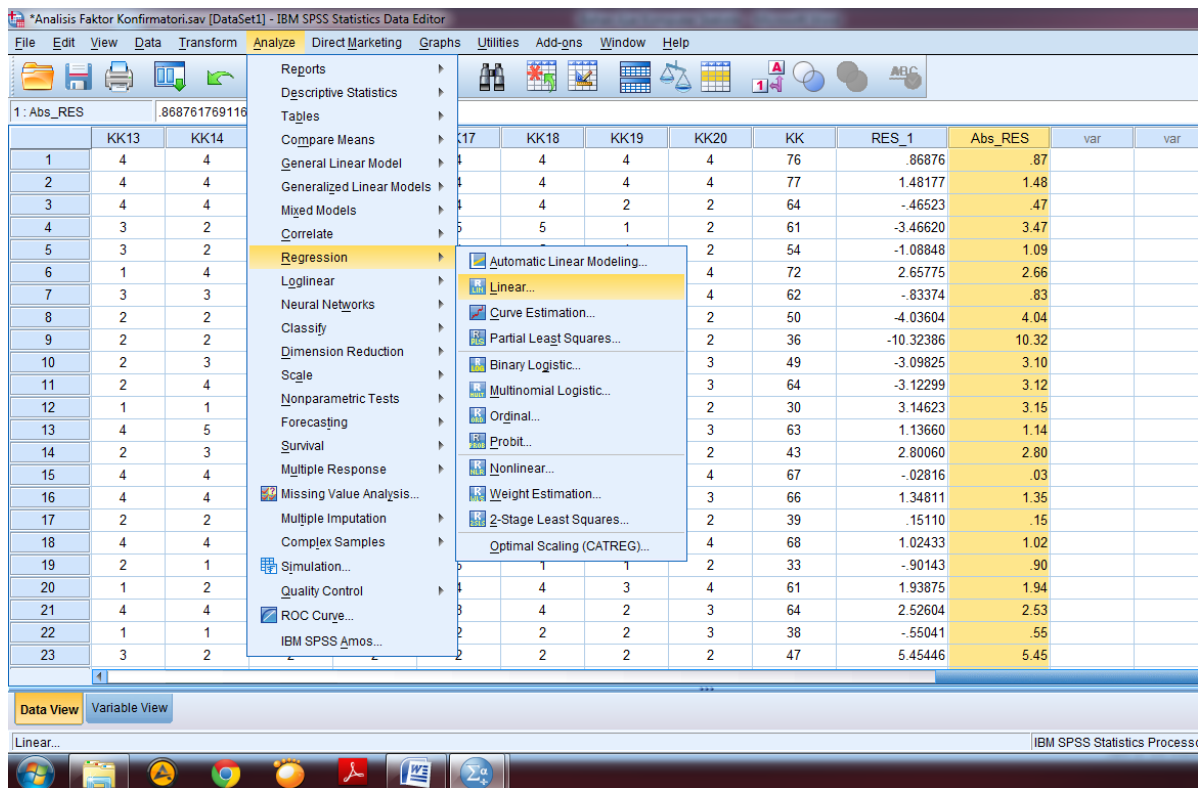 *Analisis Faktor Konfirmatori.sav [DataSet1] - IBM SPSS Statistics Data Editor
File Edit View Data Transform Analyze Direct Marketing Graphs Utilities Add-ons Window Help
1 : Abs_RES .868761769116
KK13 KK14 KK18 KK19 KK20 KK RES_1 Abs_RES var var
1 4 4 4 4 4 76 .86876 .87
2 4 4 4 4 4 77 1.48177 1.48
3 4 4 4 2 2 64 -.46523 .47
4 3 2 5 1 2 61 -3.46620 3.47
5 3 2 2 54 -1.08848 1.09
6 1 4 4 72 2.65775 2.66
7 3 3 4 62 -.83374 .83
8 2 2 2 50 -4.03604 4.04
9 2 2 2 36 -10.32386 10.32
10 2 3 3 49 -3.09825 3.10
11 2 4 3 64 -3.12299 3.12
12 1 1 2 30 3.14623 3.15
13 4 5 3 63 1.13660 1.14
14 2 3 2 43 2.80060 2.80
15 4 4 4 67 -.02816 .03
16 4 4 3 66 1.34811 1.35
17 2 2 2 39 .15110 .15
18 4 4 4 68 1.02433 1.02
19 2 1 1 1 2 33 -.90143 .90
20 1 2 4 3 4 61 1.93875 1.94
21 4 4 4 2 3 64 2.52604 2.53
22 1 1 2 2 3 38 -.55041 .55
23 3 2 2 2 2 47 5.45446 5.45
Reports
Descriptive Statistics
Tables
Compare Means
General Linear Model
Generalized Linear Models
Mixed Models
Correlate
Regression
Loglinear
Neural Networks
Classify
Dimension Reduction
Scale
Nonparametric Tests
Forecasting
Survival
Multiple Response
Missing Value Analysis...
Multiple Imputation
Complex Samples
Simulation...
Quality Control
ROC Curve...
IBM SPSS Amos...
Automatic Linear Modeling...
Linear...
Curve Estimation...
Partial Least Squares...
Binary Logistic...
Multinomial Logistic...
Ordinal...
Probit...
Nonlinear...
Weight Estimation...
2-Stage Least Squares...
Optimal Scaling (CATREG)...
Data View Variable View
Linear... IBM SPSS Statistics Processo